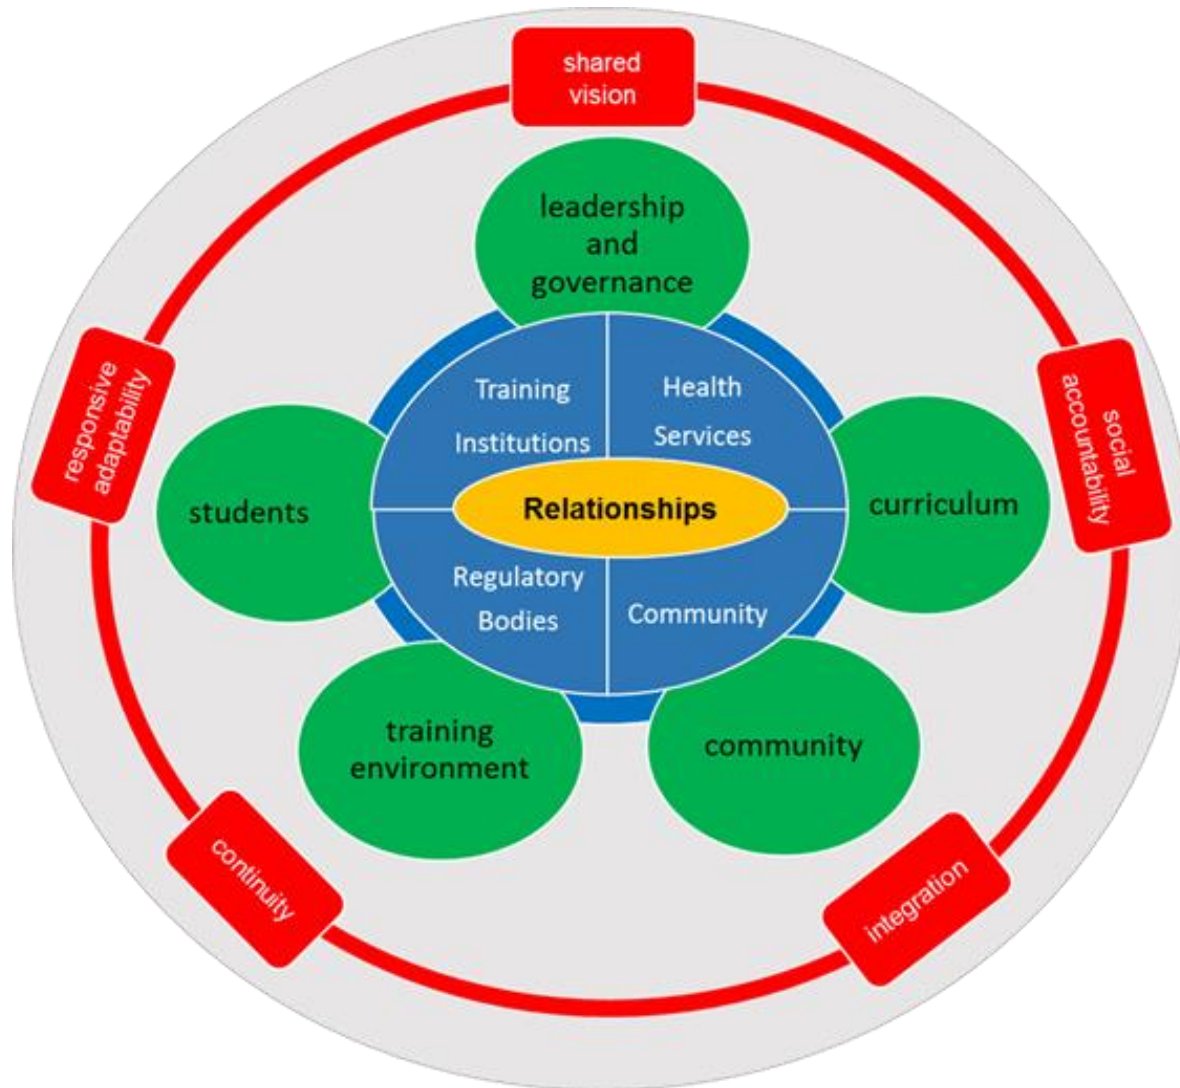 shared
vision
leadership
and
governance
responsive
adaptability
social
accountability
Training
Institutions
Health
Services
students
Relationships
curriculum
Regulatory
Bodies
Community
training
environment
community
continuity
integration